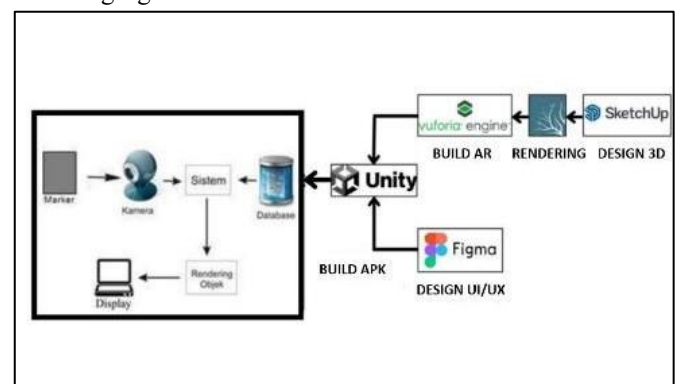 vuforia engine
SketchUp
BUILD AR
RENDERING
DESIGN 3D
Marker
Kamera
Sistem
Database
Unity
Rendering
Objek
Display
BUILD APK
Figma
DESIGN UI/UX